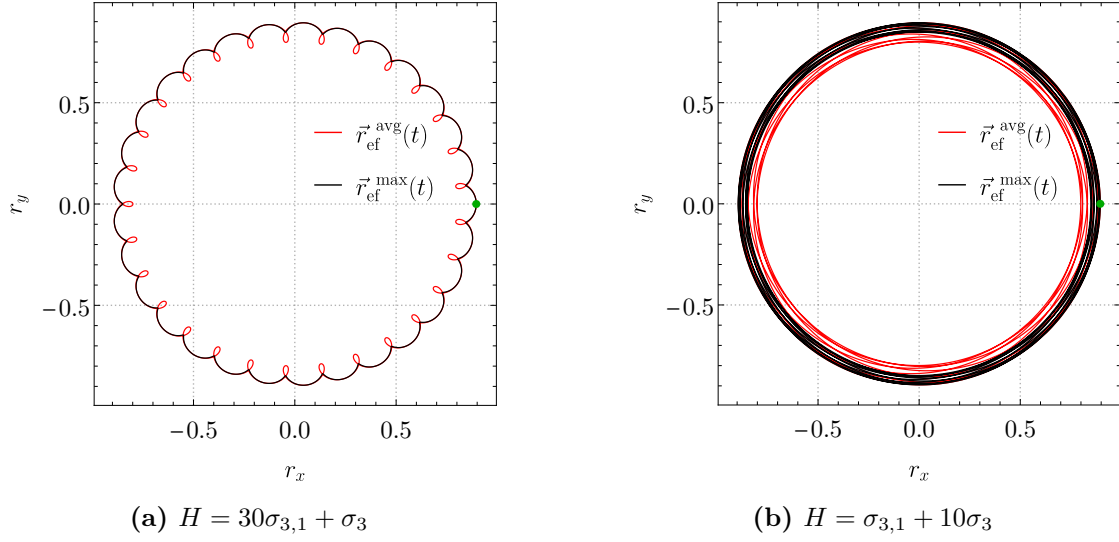 0.5
0.0
−0.5
r_y
−0.5
0.0
0.5
r_x
r⃗_ef^avg(t)
r⃗_ef^max(t)
(a) H = 30σ_{3,1} + σ_3
0.5
0.0
−0.5
r_y
−0.5
0.0
0.5
r_x
r⃗_ef^avg(t)
r⃗_ef^max(t)
(b) H = σ_{3,1} + 10σ_3